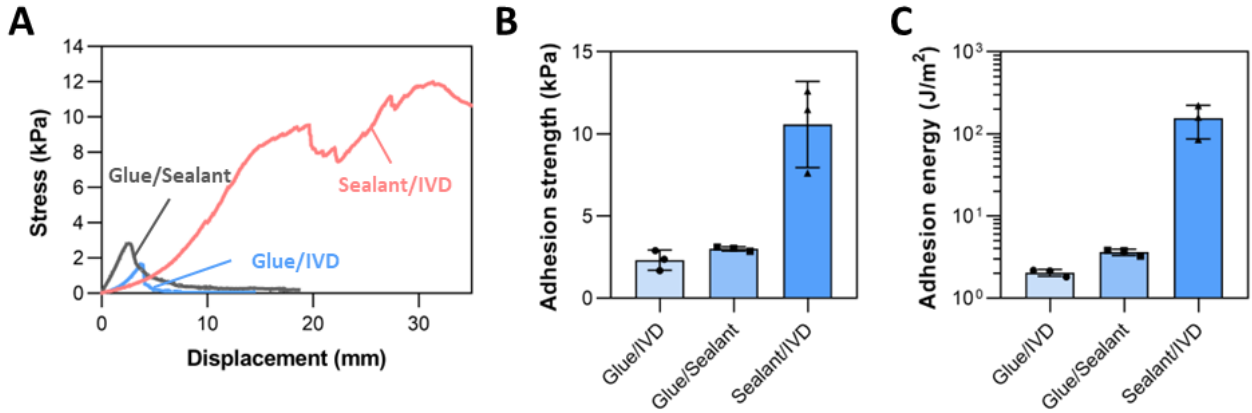 A
Stress (kPa)
14
12
10
8
6
4
2
0
Glue/Sealant
Sealant/IVD
Glue/IVD
0
10
20
30
Displacement (mm)
B
Adhesion strength (kPa)
15
10
5
0
Glue/IVD
Glue/Sealant
Sealant/IVD
C
Adhesion energy (J/m²)
10³
10²
10¹
10⁰
Glue/IVD
Glue/Sealant
Sealant/IVD